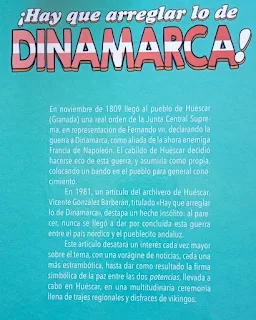 ¡Hay que arreglar lo de
DINAMARCA!
En noviembre de 1809 llegó al pueblo de Huéscar
(Granada) una real orden de la Junta Central Supre-
ma, en representación de Fernando VII, declarando la
guerra a Dinamarca, como aliada de la ahora enemiga
Francia de Napoleón. El cabildo de Huéscar decidió
hacerse eco de esta guerra, y asumirla como propia,
colocando un bando en el pueblo para general cono-
cimiento.
En 1981, un artículo del archivero de Huéscar,
Vicente González Barberán, titulado «Hay que arreglar
lo de Dinamarca», destapa un hecho insólito: al pare-
cer, nunca se llegó a dar por concluida esta guerra
entre el país nórdico y el pueblecito andaluz.
Este artículo desatará un interés cada vez mayor
sobre el tema, con una vorágine de noticias, cada una
más estrambótica, hasta dar como resultado la firma
simbólica de la paz entre las dos potencias, llevada a
cabo en Huéscar, en una multitudinaria ceremonia
llena de trajes regionales y disfraces de vikingos.